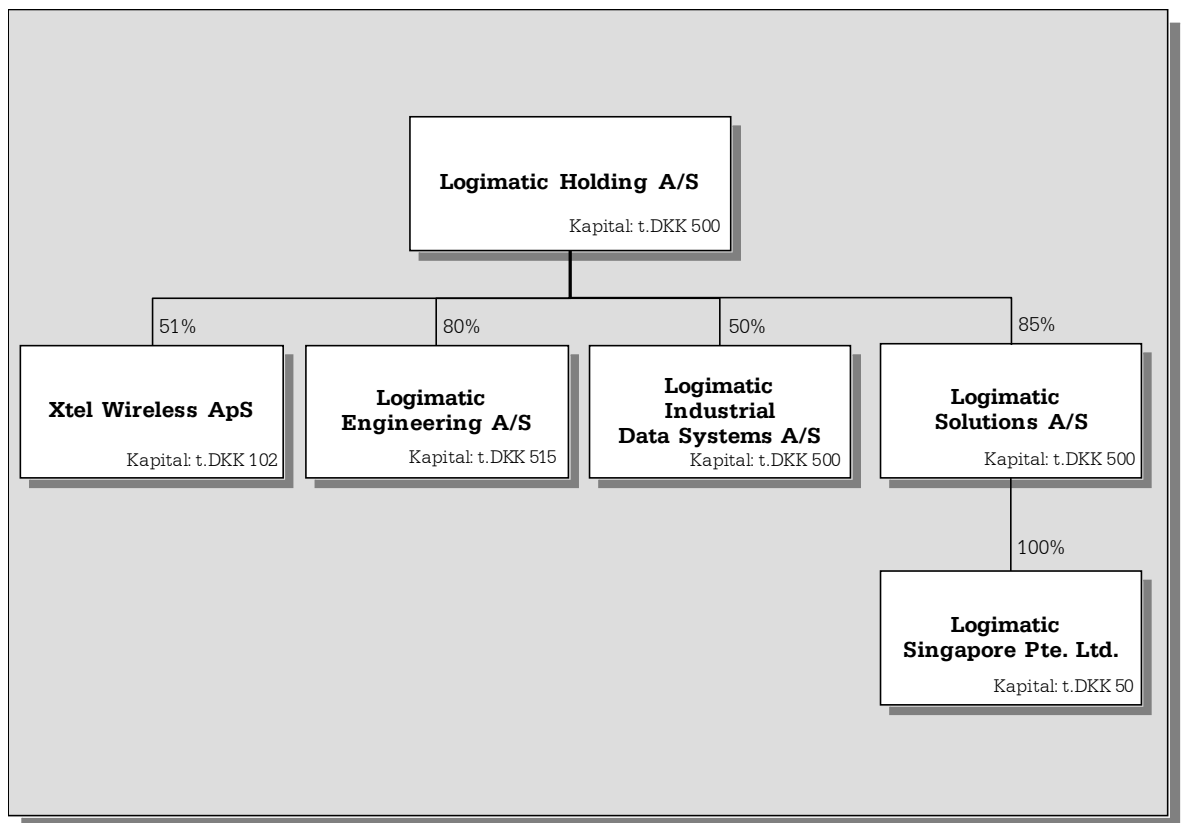 Logimatic Holding A/S
Kapital: t.DKK 500
51%
80%
50%
85%
Xtel Wireless ApS
Kapital: t.DKK 102
Logimatic
Engineering A/S
Kapital: t.DKK 515
Logimatic
Industrial
Data Systems A/S
Kapital: t.DKK 500
Logimatic
Solutions A/S
Kapital: t.DKK 500
100%
Logimatic
Singapore Pte. Ltd.
Kapital: t.DKK 50